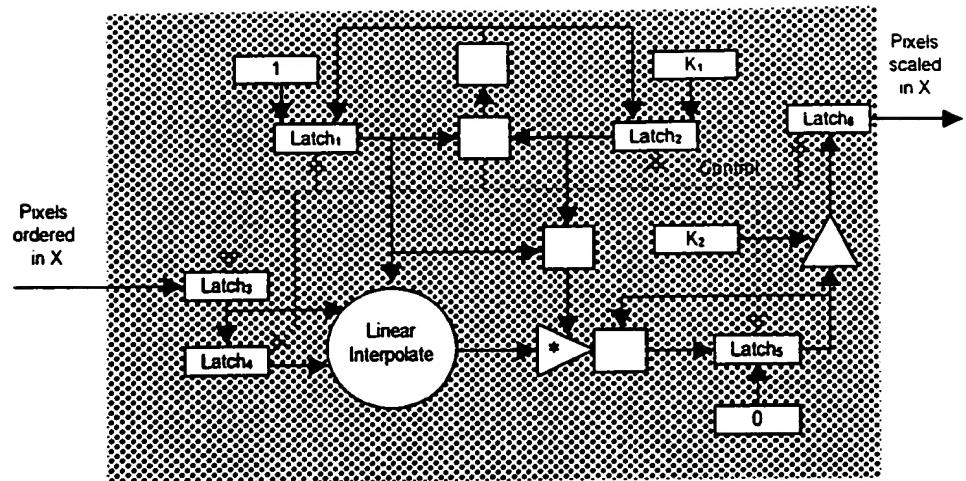 Pixels
scaled
in X
1
K₁
Latch₁
Latch₂
Latch₆
Control
Pixels
ordered
in X
K₂
Latch₃
Linear
Interpolate
Latch₄
*
Latch₅
0